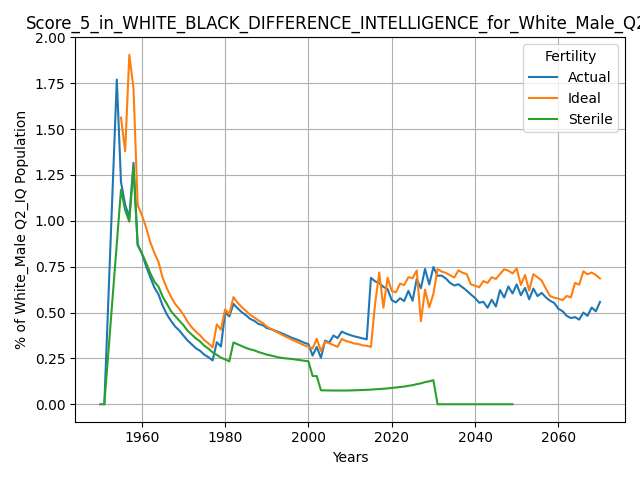 Score_5_in_WHITE_BLACK_DIFFERENCE_INTELLIGENCE_for_White_Male_Q2
2.00
1.75
1.50
1.25
1.00
0.75
0.50
0.25
0.00
% of White_Male Q2_IQ Population
Fertility
Actual
Ideal
Sterile
1960
1980
2000
2020
2040
2060
Years